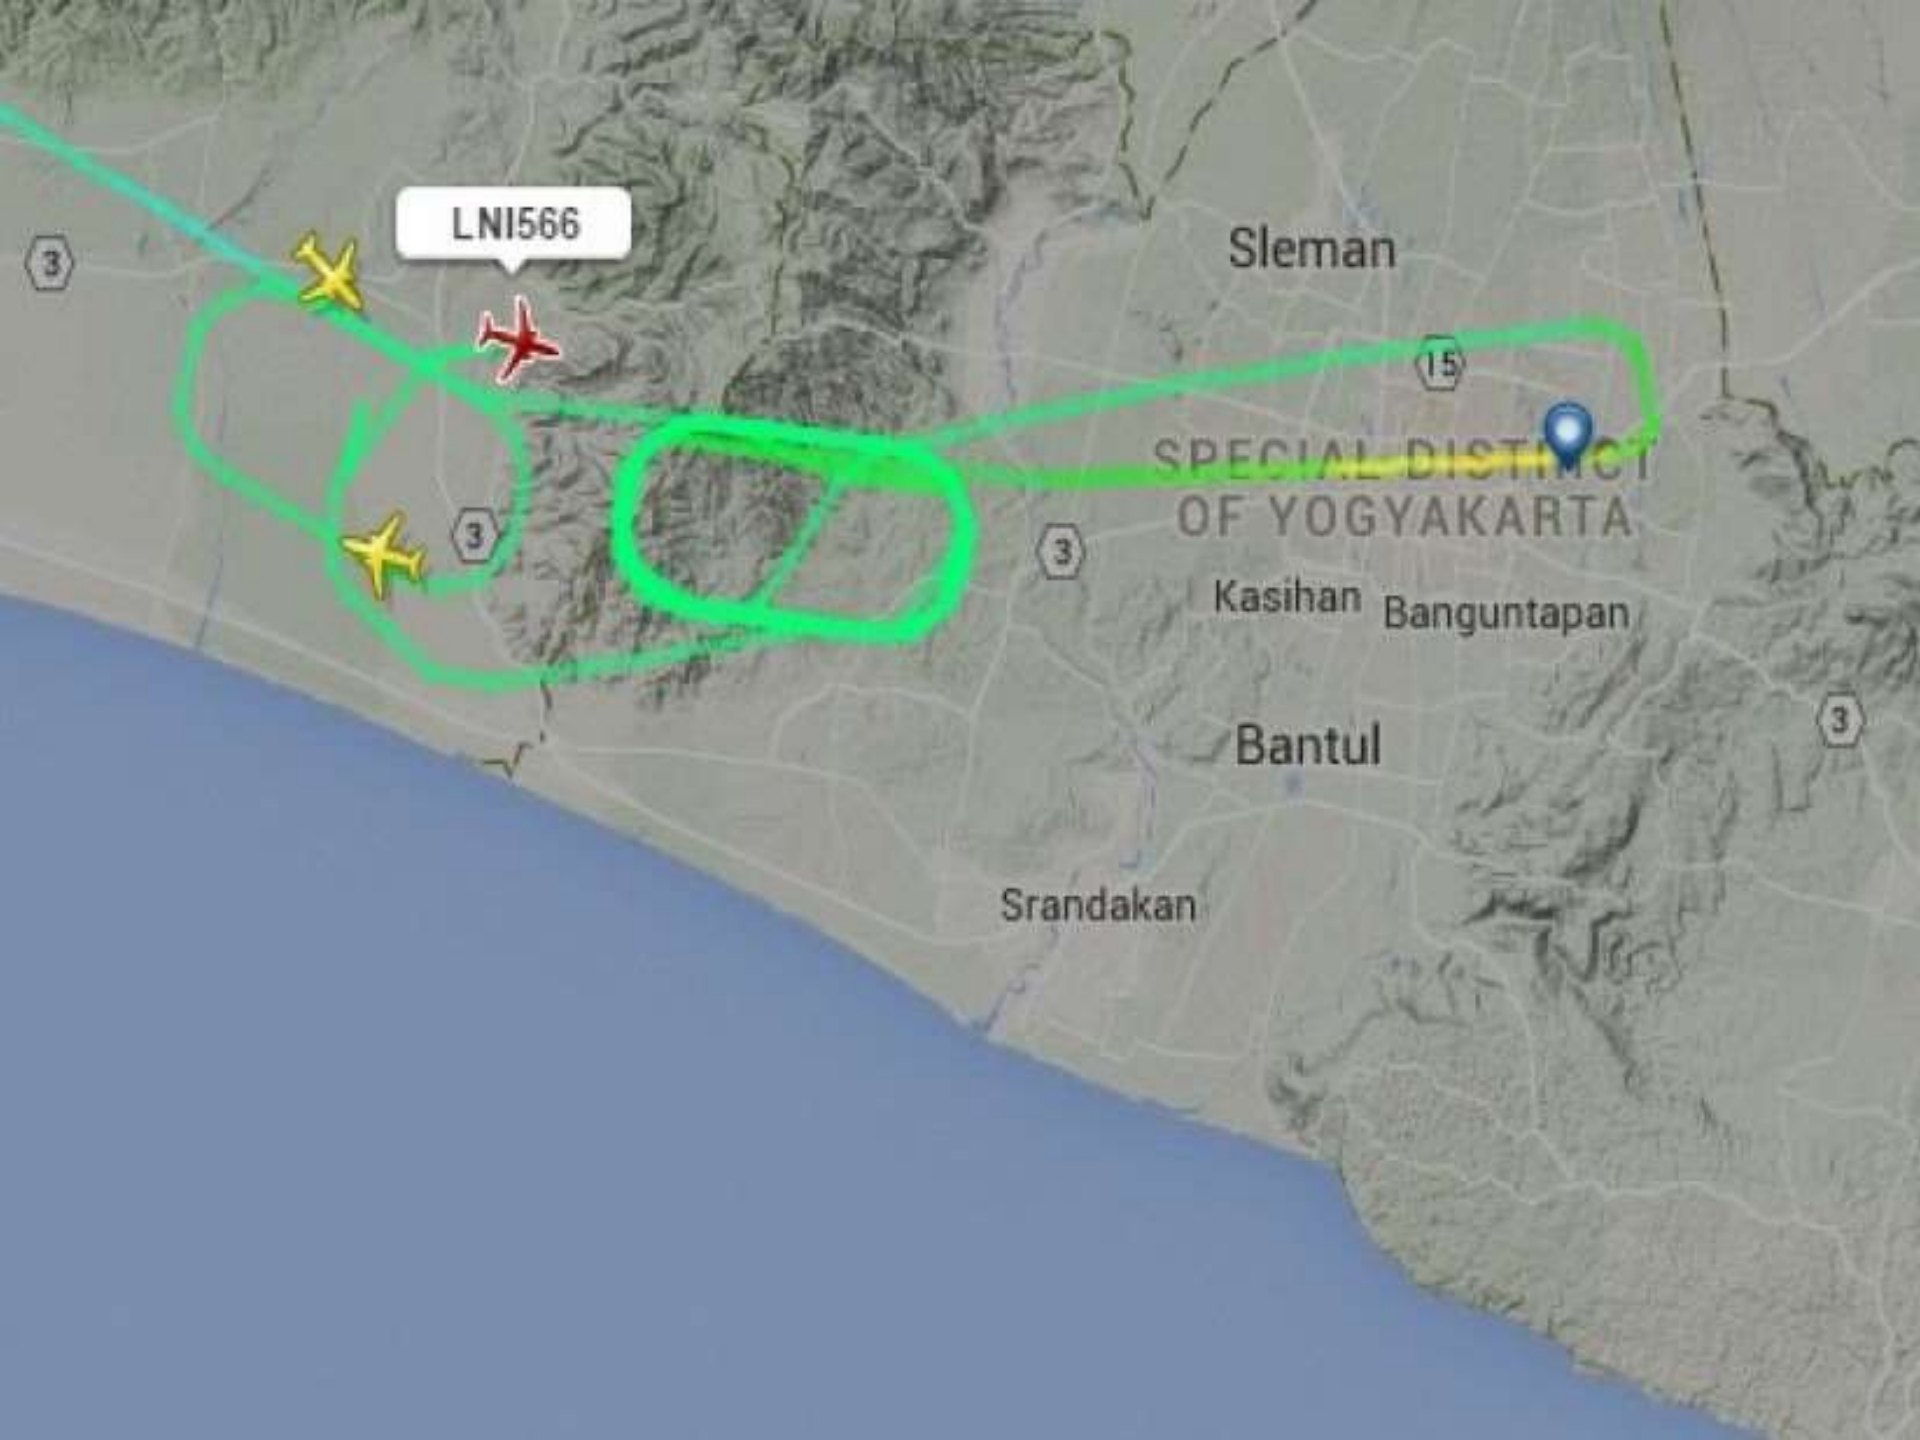 LNI566
Sleman
3
15
SPECIAL DISTRICT
OF YOGYAKARTA
3
3
Kasihan
Banguntapan
3
Bantul
Srandakan